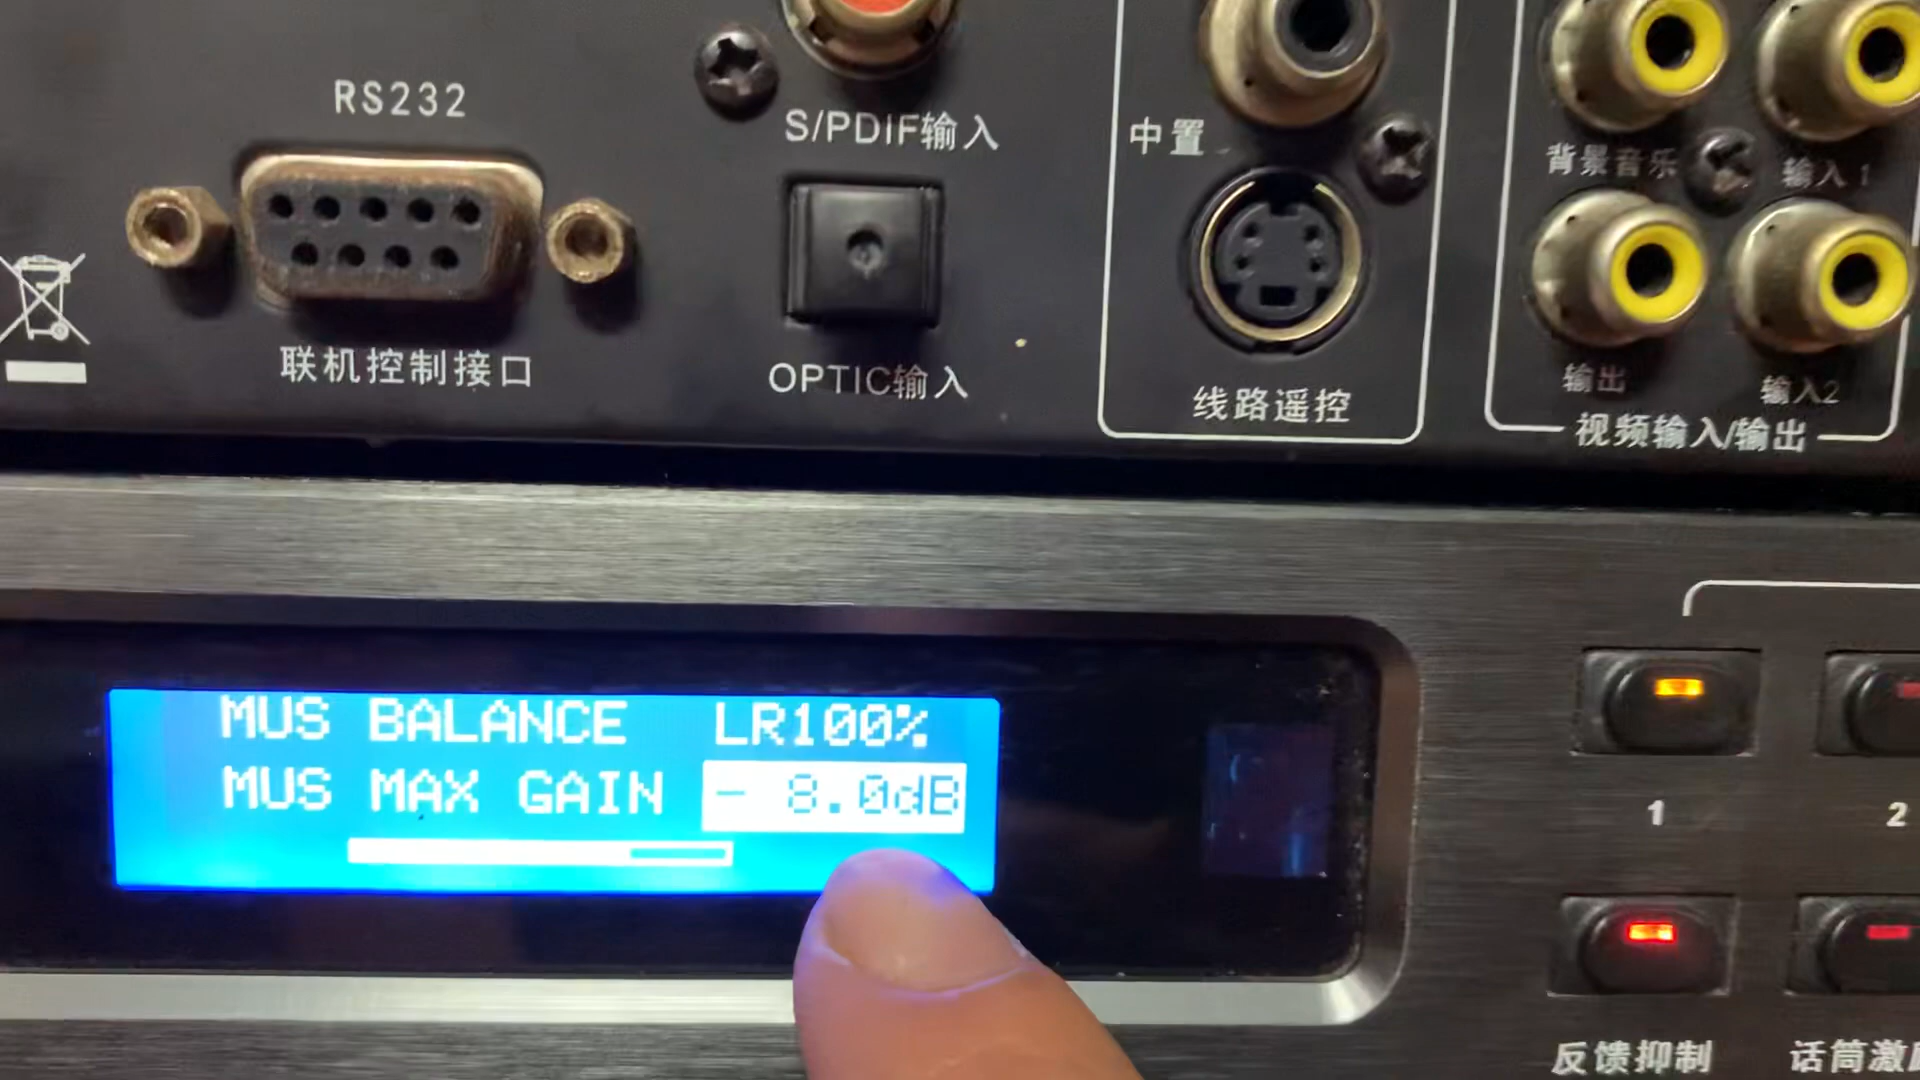 RS232
S/PDIF输入
中置
背景音乐
输入 1
联机控制接口
OPTIC输入
线路遥控
输出
输入2
视频输入/输出
MUS BALANCE LR100%
MUS MAX GAIN - 8.0dB
1
2
反馈抑制
话筒激